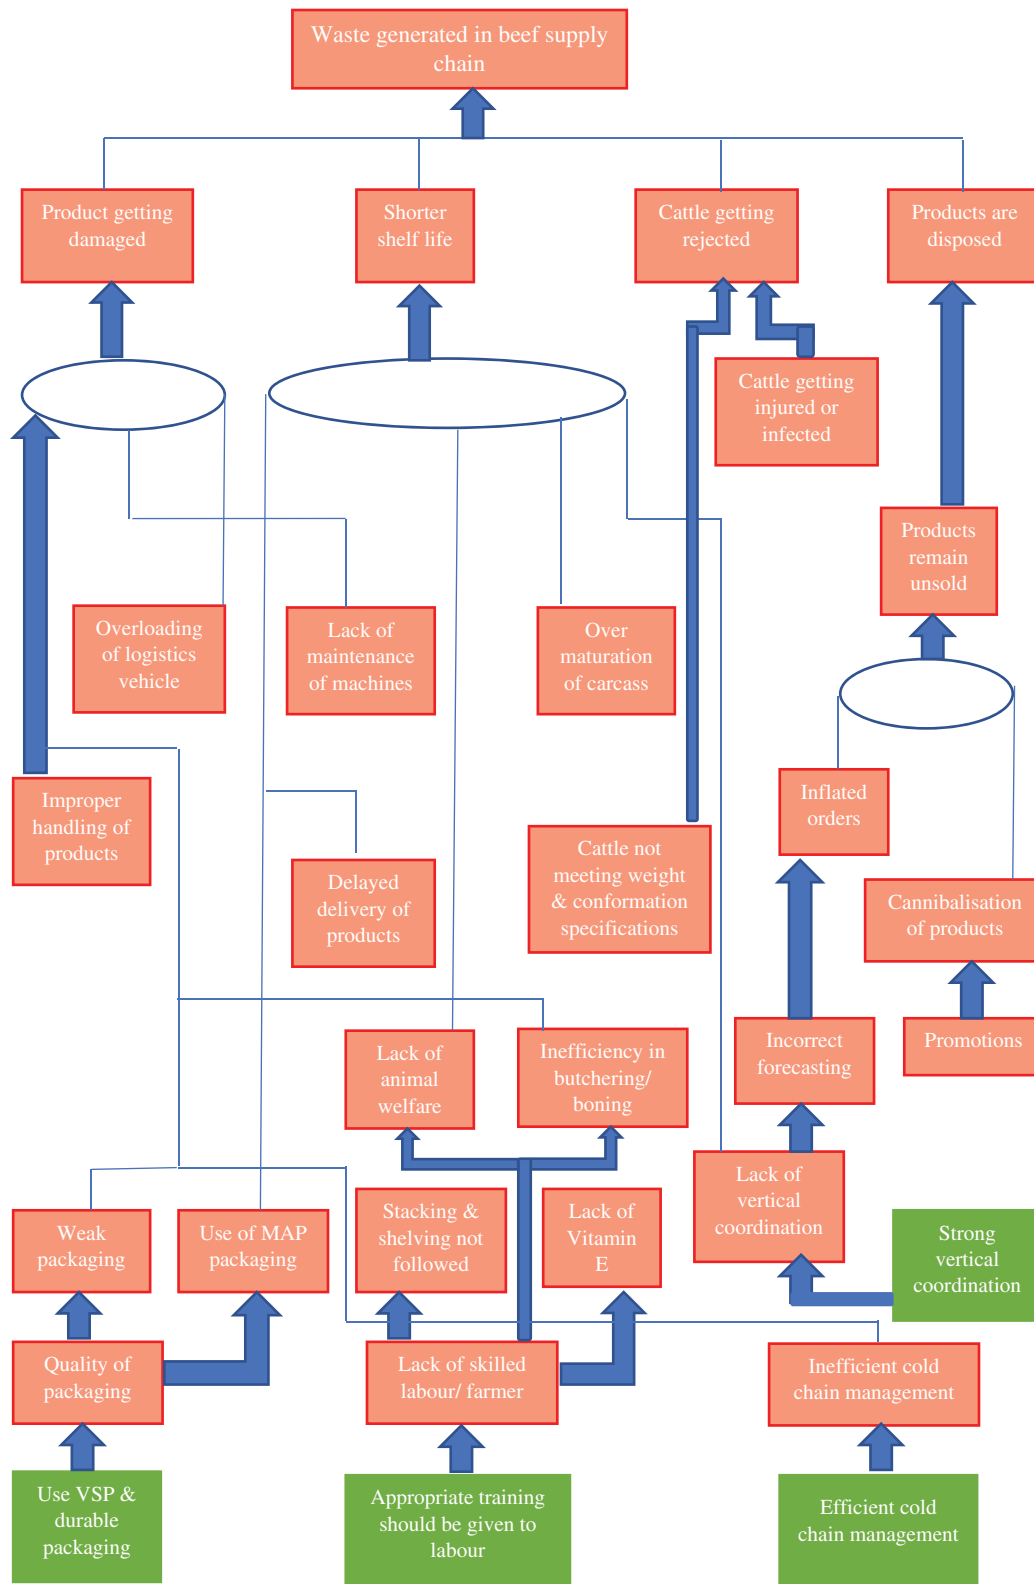 Waste generated in beef supply
chain
Product getting
damaged
Shorter
shelf life
Cattle getting
rejected
Products are
disposed
Cattle getting
injured or
infected
Products
remain
unsold
Overloading
of logistics
vehicle
Lack of
maintenance
of machines
Over
maturation
of carcass
Improper
handling of
products
Inflated
orders
Delayed
delivery of
products
Cattle not
meeting weight
& conformation
specifications
Cannibalisation
of products
Lack of
animal
welfare
Inefficiency in
butchering/
boning
Incorrect
forecasting
Promotions
Weak
packaging
Use of MAP
packaging
Stacking &
shelving not
followed
Lack of
Vitamin
E
Lack of
vertical
coordination
Strong
vertical
coordination
Quality of
packaging
Lack of skilled
labour/ farmer
Inefficient cold
chain management
Use VSP &
durable
packaging
Appropriate training
should be given to
labour
Efficient cold
chain management